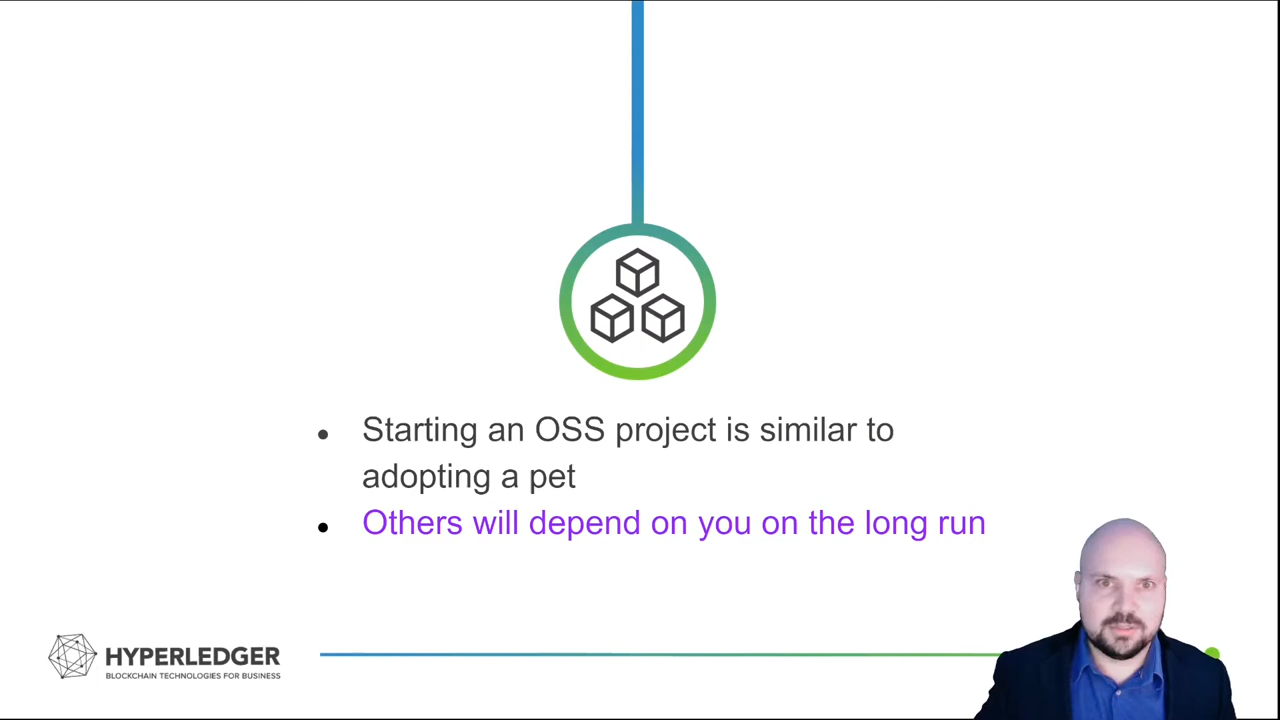 Starting an OSS project is similar to
adopting a pet
Others will depend on you on the long run
HYPERLEDGER
BLOCKCHAIN TECHNOLOGIES FOR BUSINESS